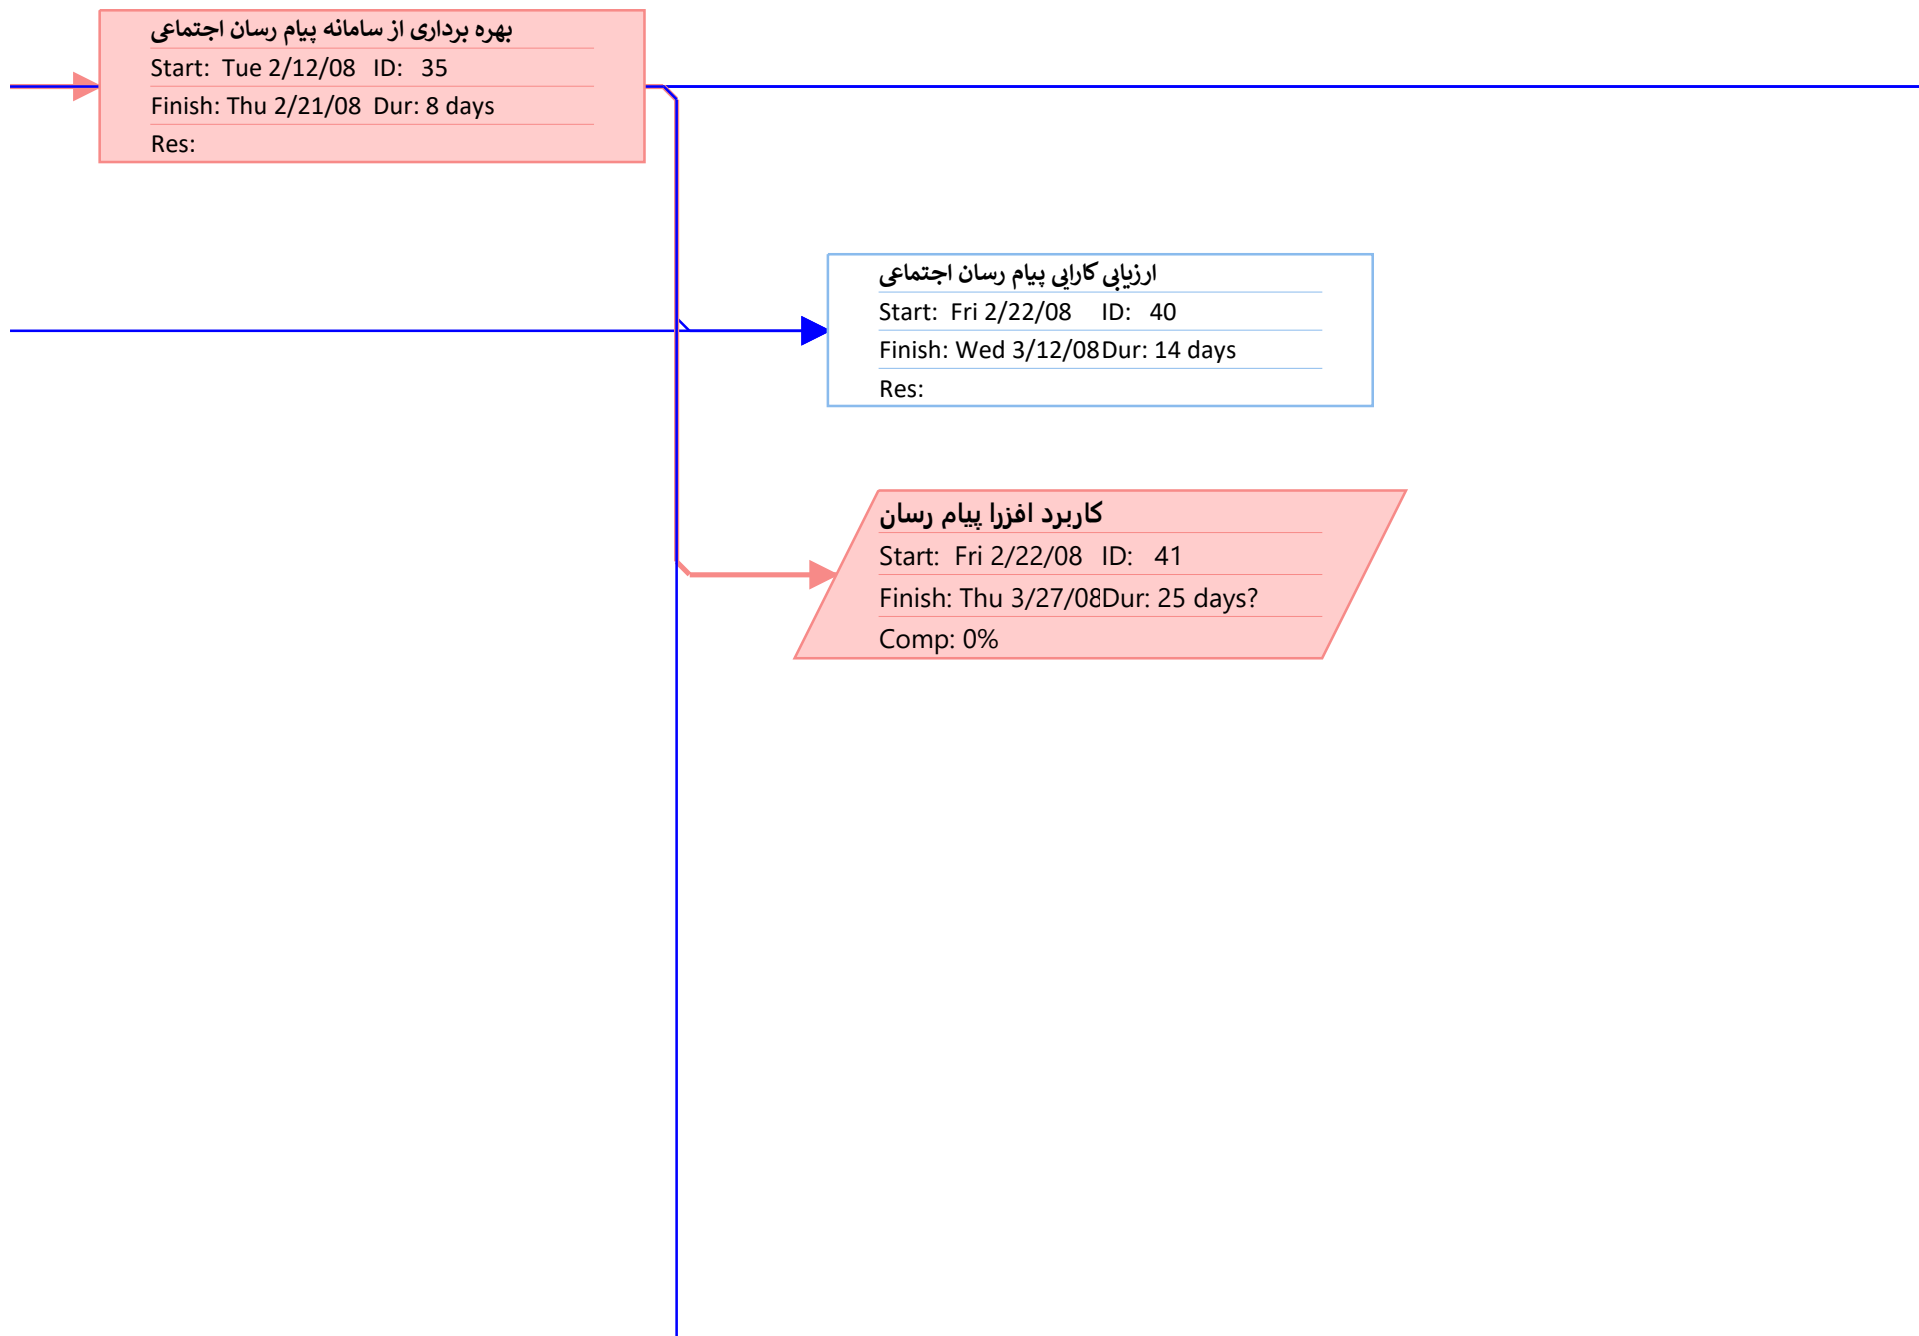 بهره برداری از سامانه پیام رسان اجتماعی
Start: Tue 2/12/08 ID: 35
Finish: Thu 2/21/08 Dur: 8 days
Res:
ارزیابی کارایی پیام رسان اجتماعی
Start: Fri 2/22/08 ID: 40
Finish: Wed 3/12/08 Dur: 14 days
Res:
کاربرد افزرا پیام رسان
Start: Fri 2/22/08 ID: 41
Finish: Thu 3/27/08 Dur: 25 days?
Comp: 0%